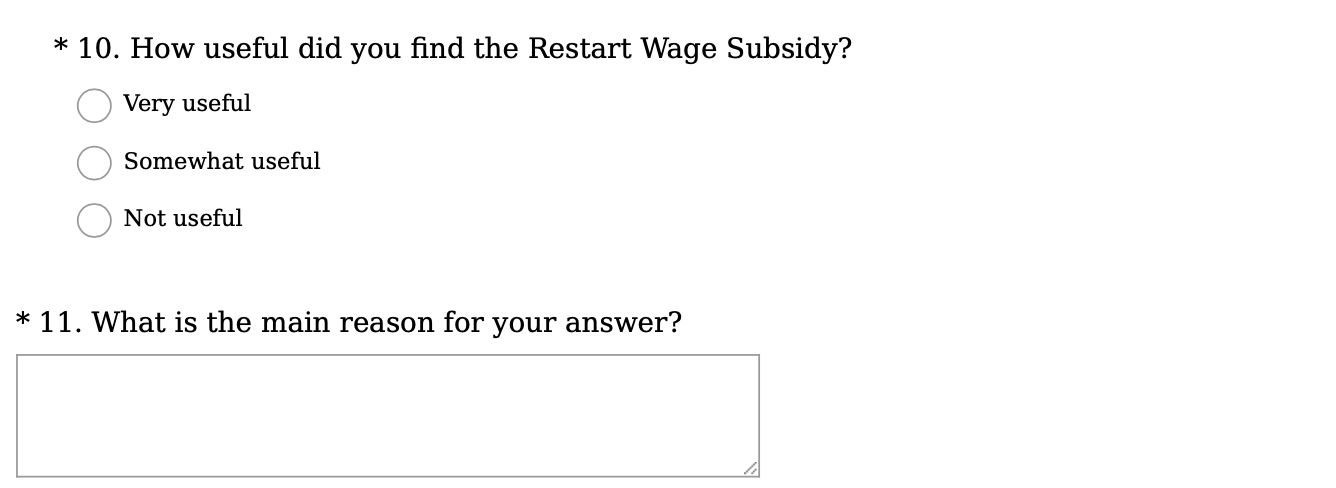 * 10. How useful did you find the Restart Wage Subsidy?
Very useful
Somewhat useful
Not useful
* 11. What is the main reason for your answer?